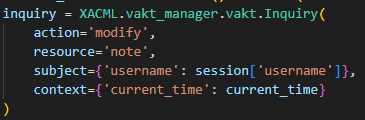 inquiry = XACML.vakt_manager.vakt.Inquiry(
    action='modify',
    resource='note',
    subject={'username': session['username']},
    context={'current_time': current_time}
)